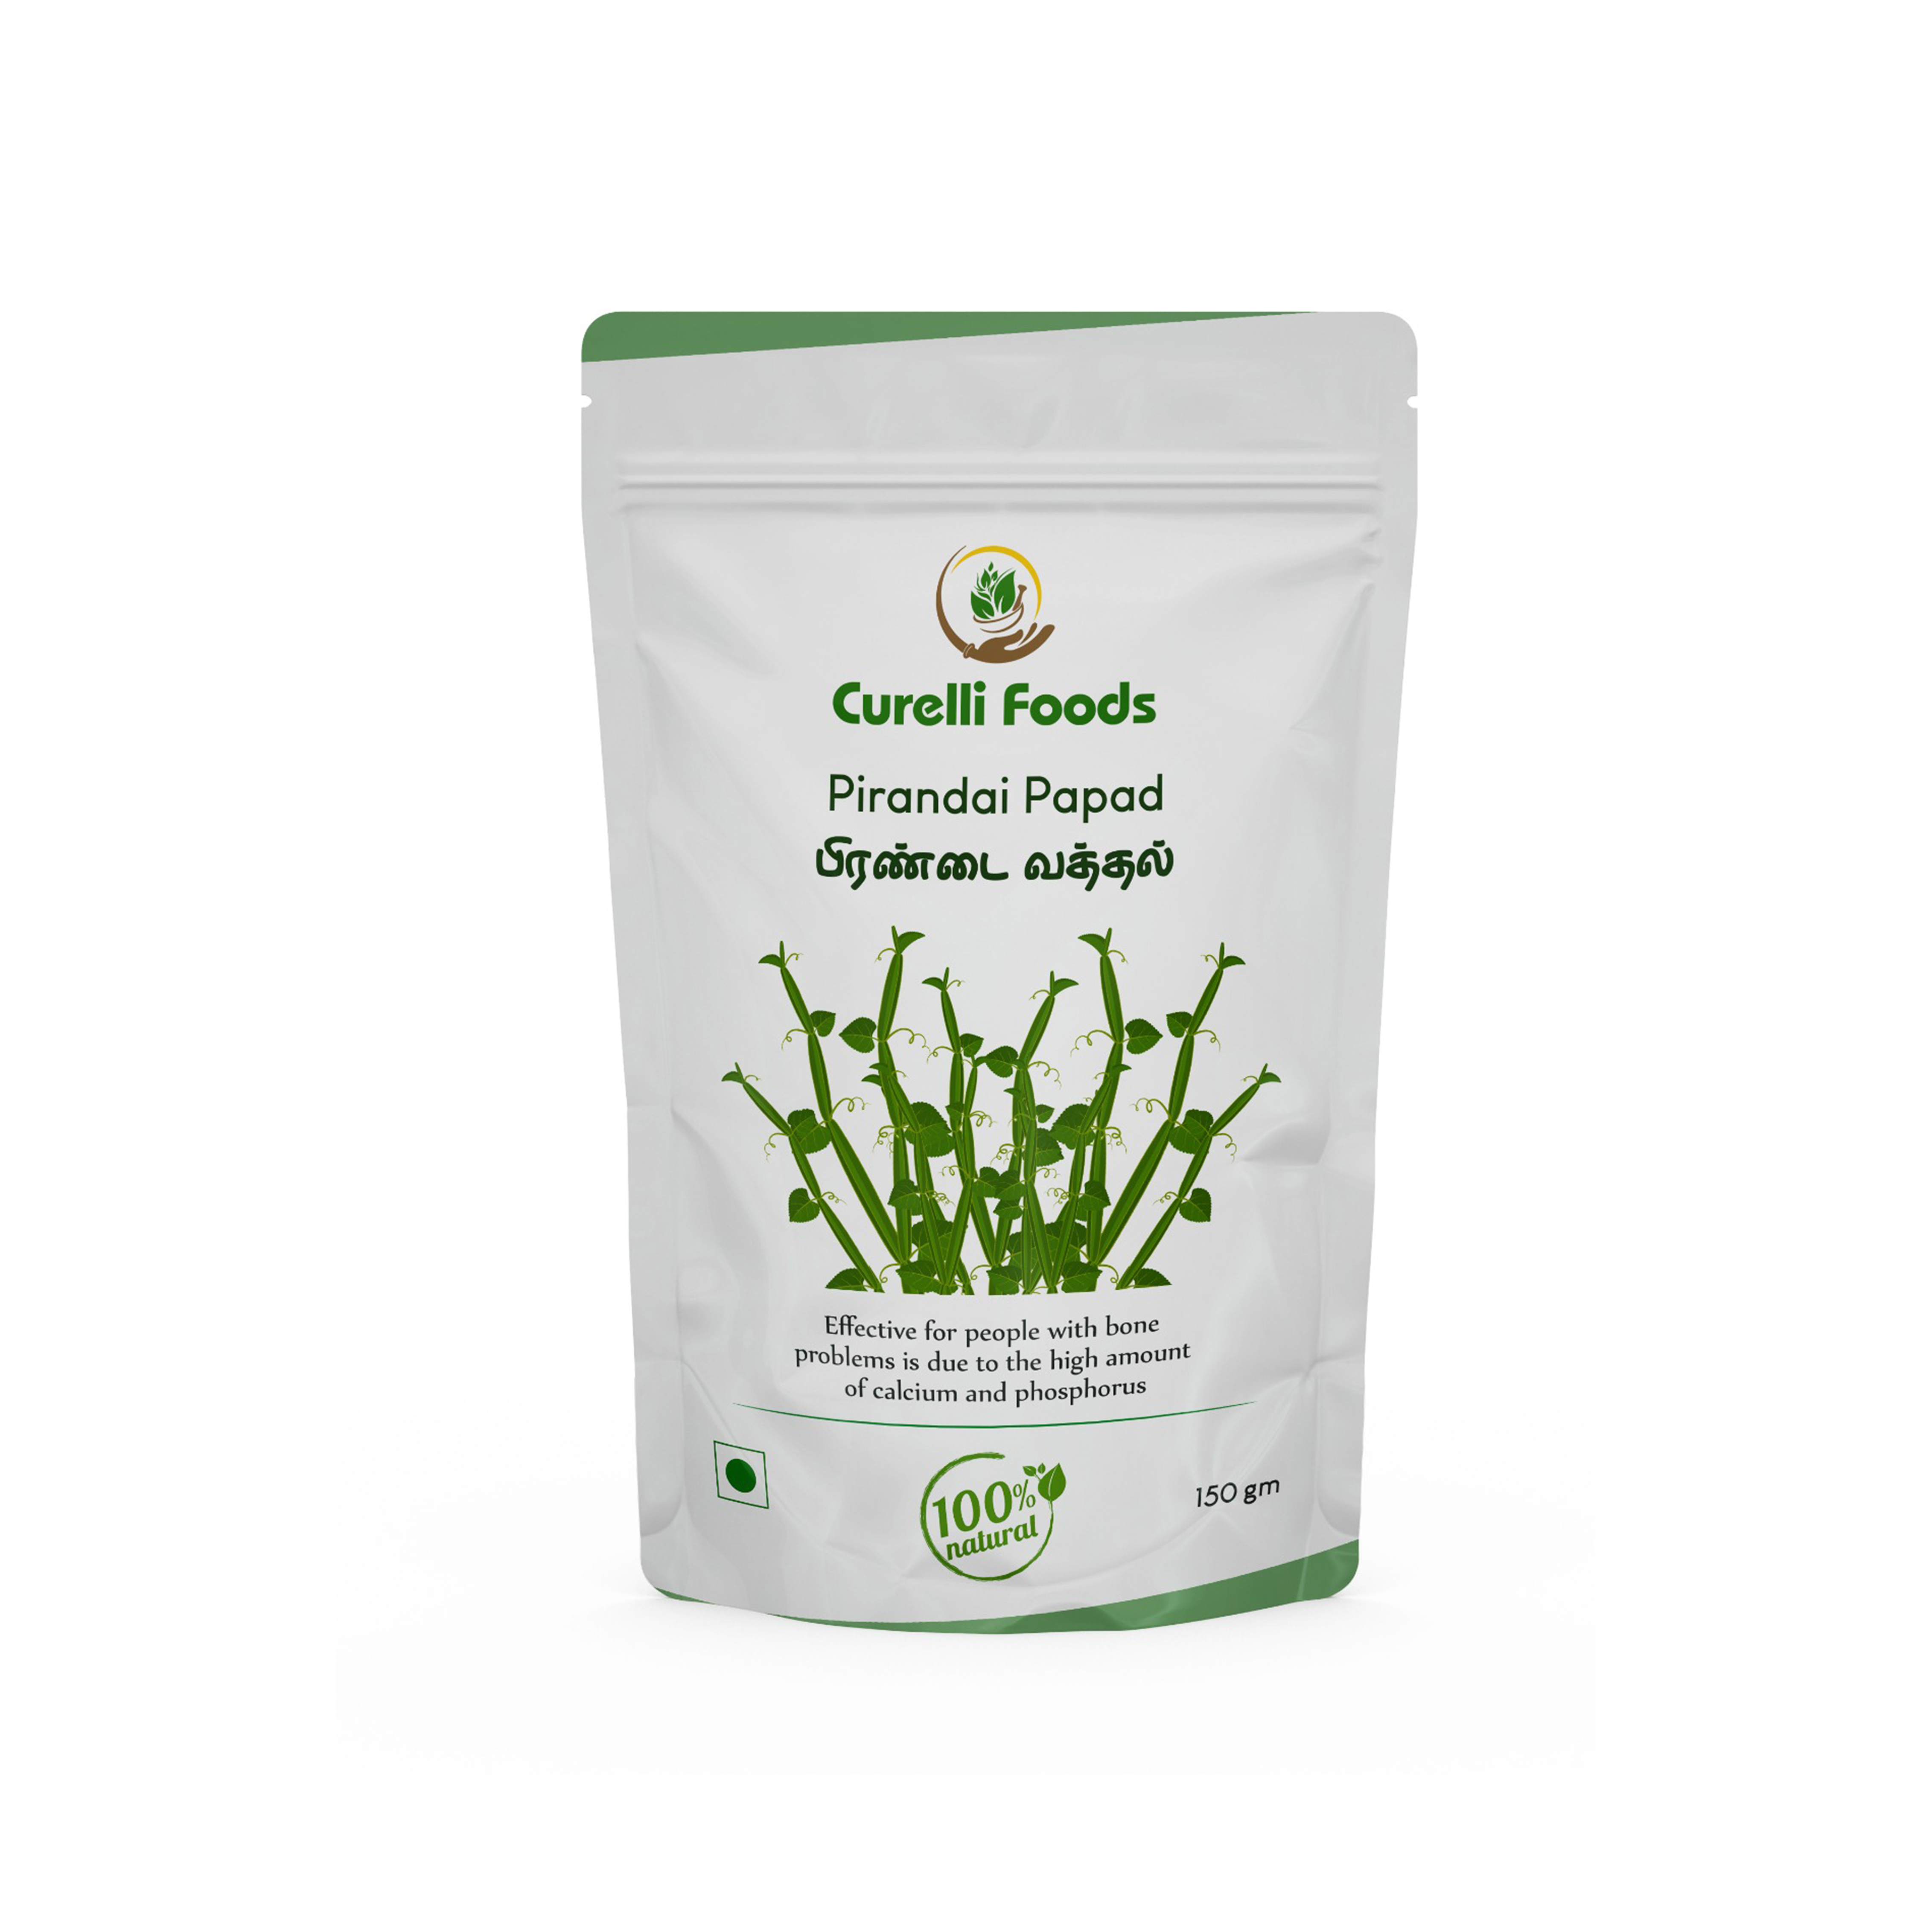 Curelli Foods
Pirandai Papad
பிரண்டை வத்தல்
Effective for people with bone
problems is due to the high amount
of calcium and phosphorus
100%
natural
150 gm